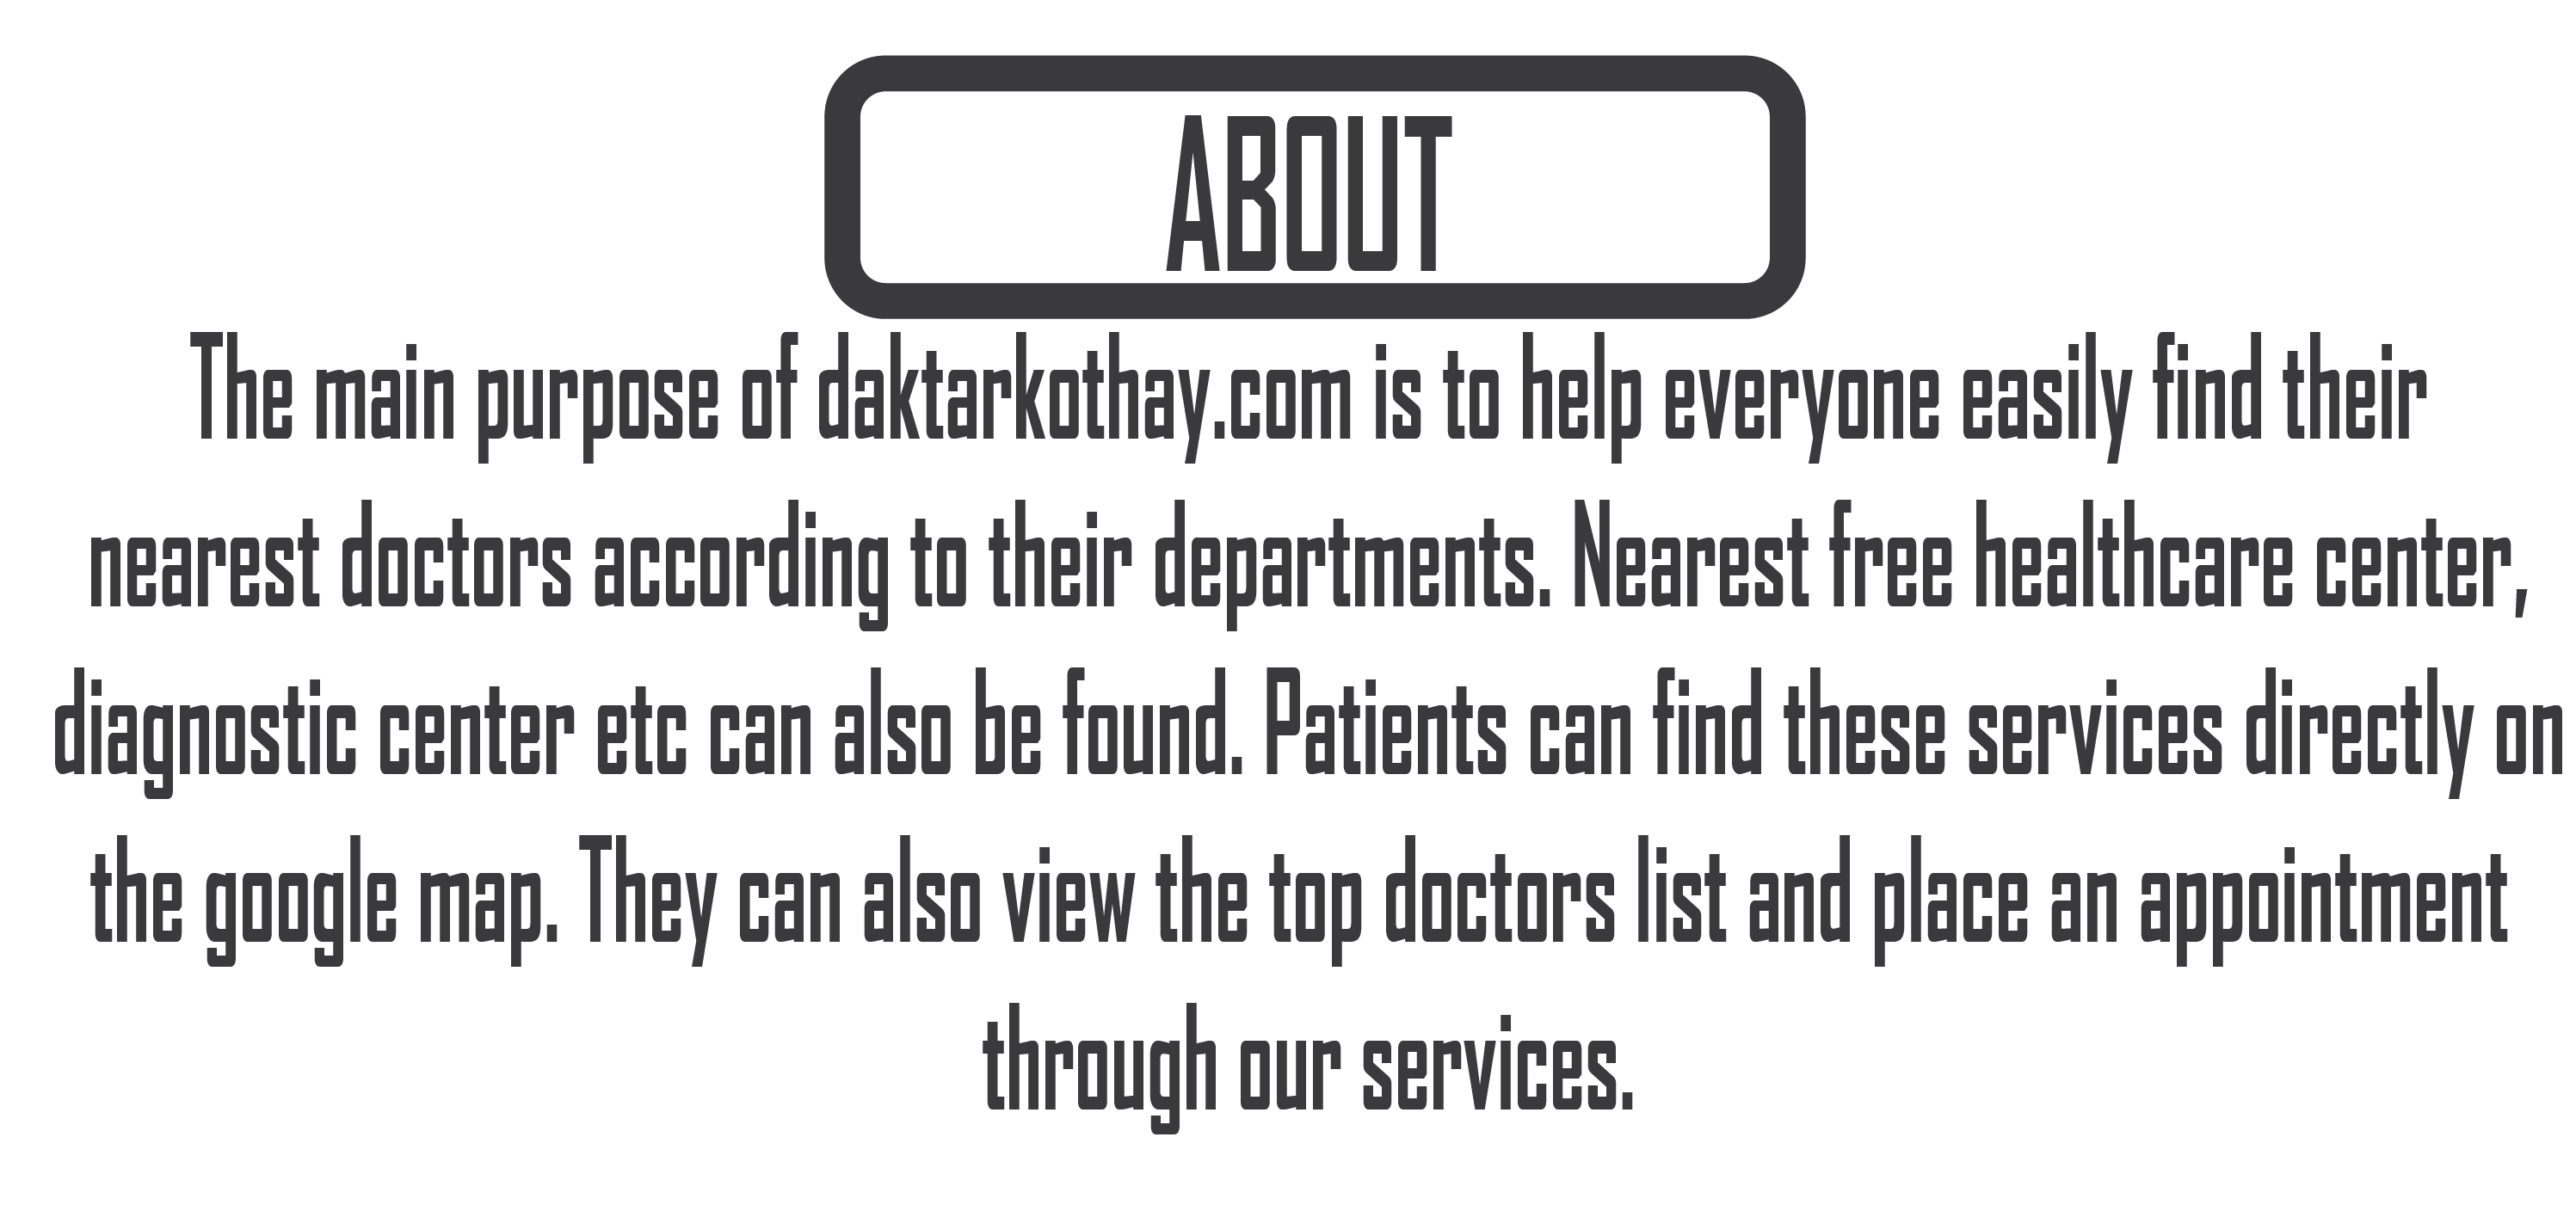 ABOUT
The main purpose of daktarkothay.com is to help everyone easily find their
nearest doctors according to their departments. Nearest free healthcare center,
diagnostic center etc can also be found. Patients can find these services directly on
the google map. They can also view the top doctors list and place an appointment
through our services.